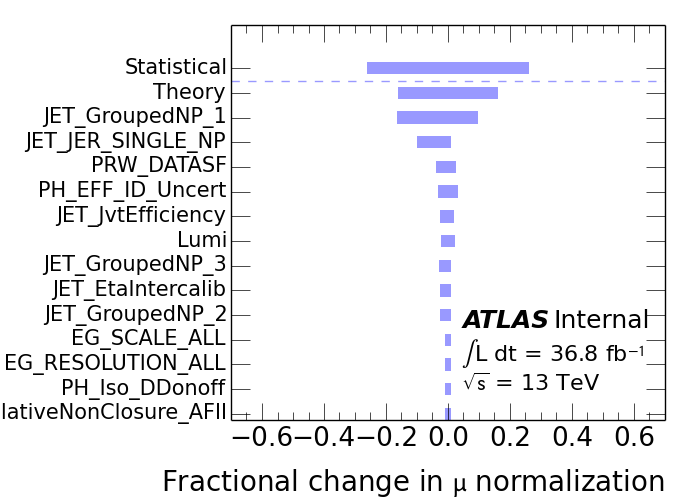 Statistical
Theory
JET_GroupedNP_1
JET_JER_SINGLE_NP
PRW_DATASF
PH_EFF_ID_Uncert
JET_JvtEfficiency
Lumi
JET_GroupedNP_3
JET_EtaIntercalib
JET_GroupedNP_2
ATLAS Internal
EG_SCALE_ALL
∫L dt = 36.8 fb⁻¹
EG_RESOLUTION_ALL
√s = 13 TeV
PH_Iso_DDonoff
lativeNonClosure_AFII
−0.6 −0.4 −0.2 0.0 0.2 0.4 0.6
Fractional change in μ normalization